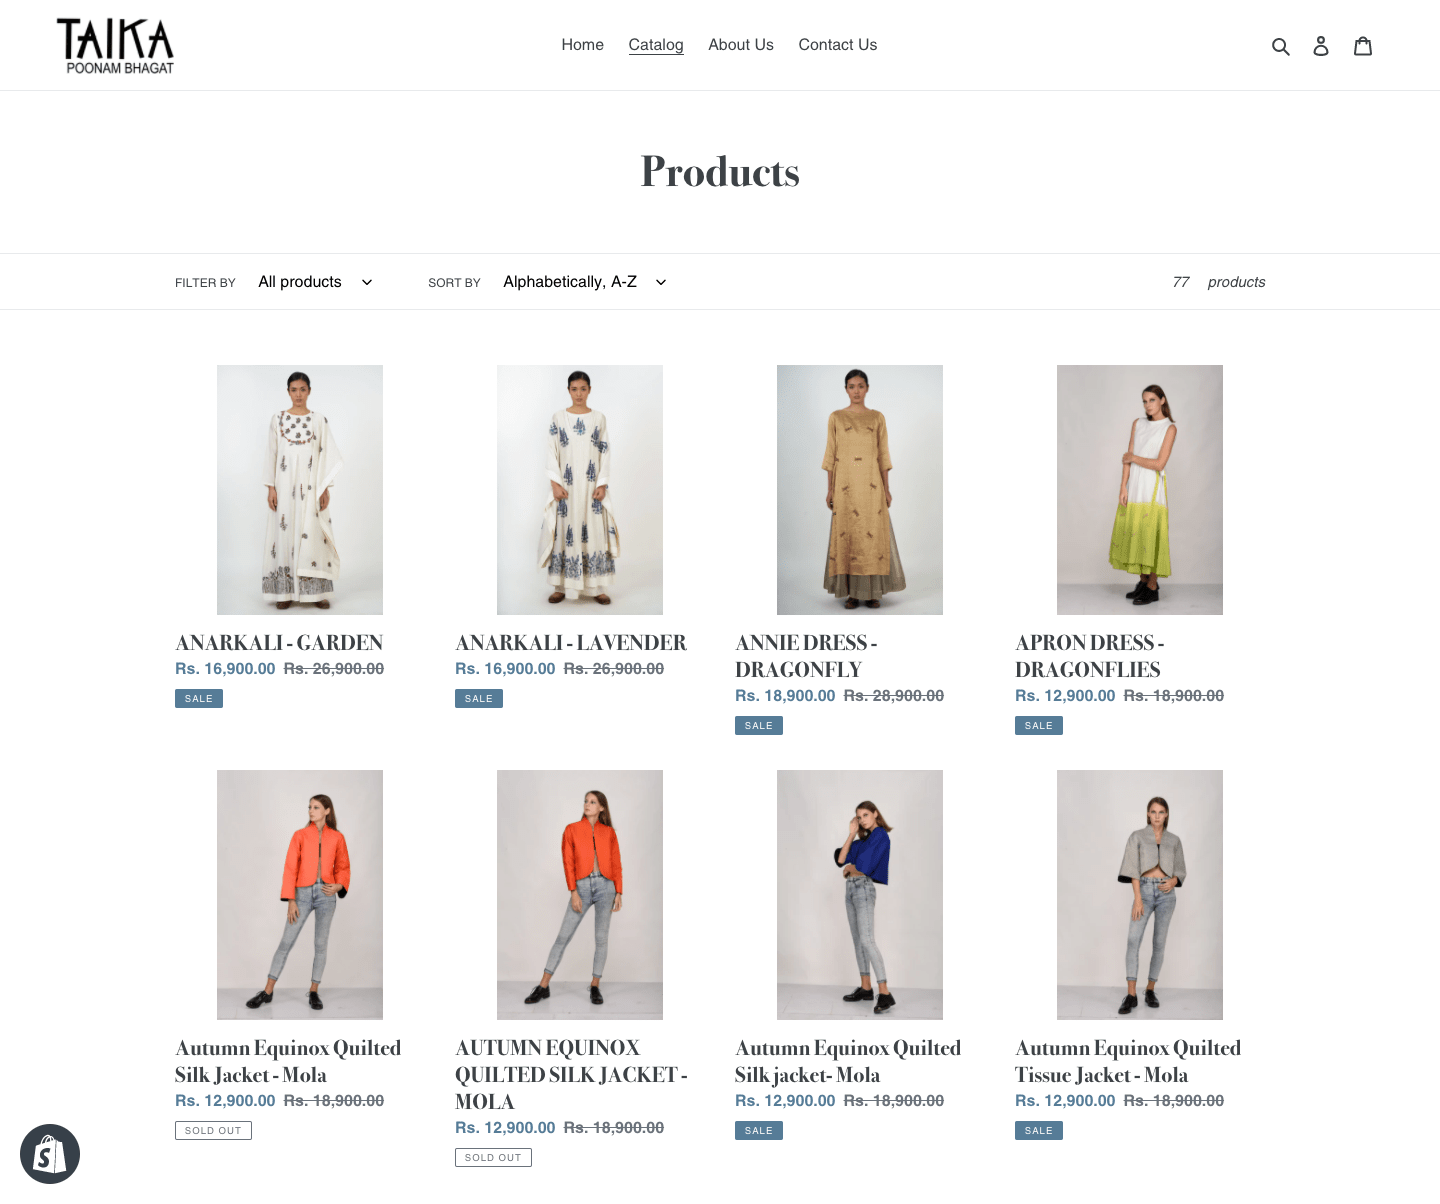 TAIKA
POONAM BHAGAT
Home
Catalog
About Us
Contact Us
Products
FILTER BY
All products
SORT BY
Alphabetically, A-Z
77 products
ANARKALI - GARDEN
Rs. 16,900.00 Rs. 26,900.00
SALE
ANARKALI - LAVENDER
Rs. 16,900.00 Rs. 26,900.00
SALE
ANNIE DRESS -
DRAGONFLY
Rs. 18,900.00 Rs. 28,900.00
SALE
APRON DRESS -
DRAGONFLIES
Rs. 12,900.00 Rs. 18,900.00
SALE
Autumn Equinox Quilted
Silk Jacket - Mola
Rs. 12,900.00 Rs. 18,900.00
SOLD OUT
AUTUMN EQUINOX
QUILTED SILK JACKET -
MOLA
Rs. 12,900.00 Rs. 18,900.00
SOLD OUT
Autumn Equinox Quilted
Silk jacket- Mola
Rs. 12,900.00 Rs. 18,900.00
SALE
Autumn Equinox Quilted
Tissue Jacket - Mola
Rs. 12,900.00 Rs. 18,900.00
SALE